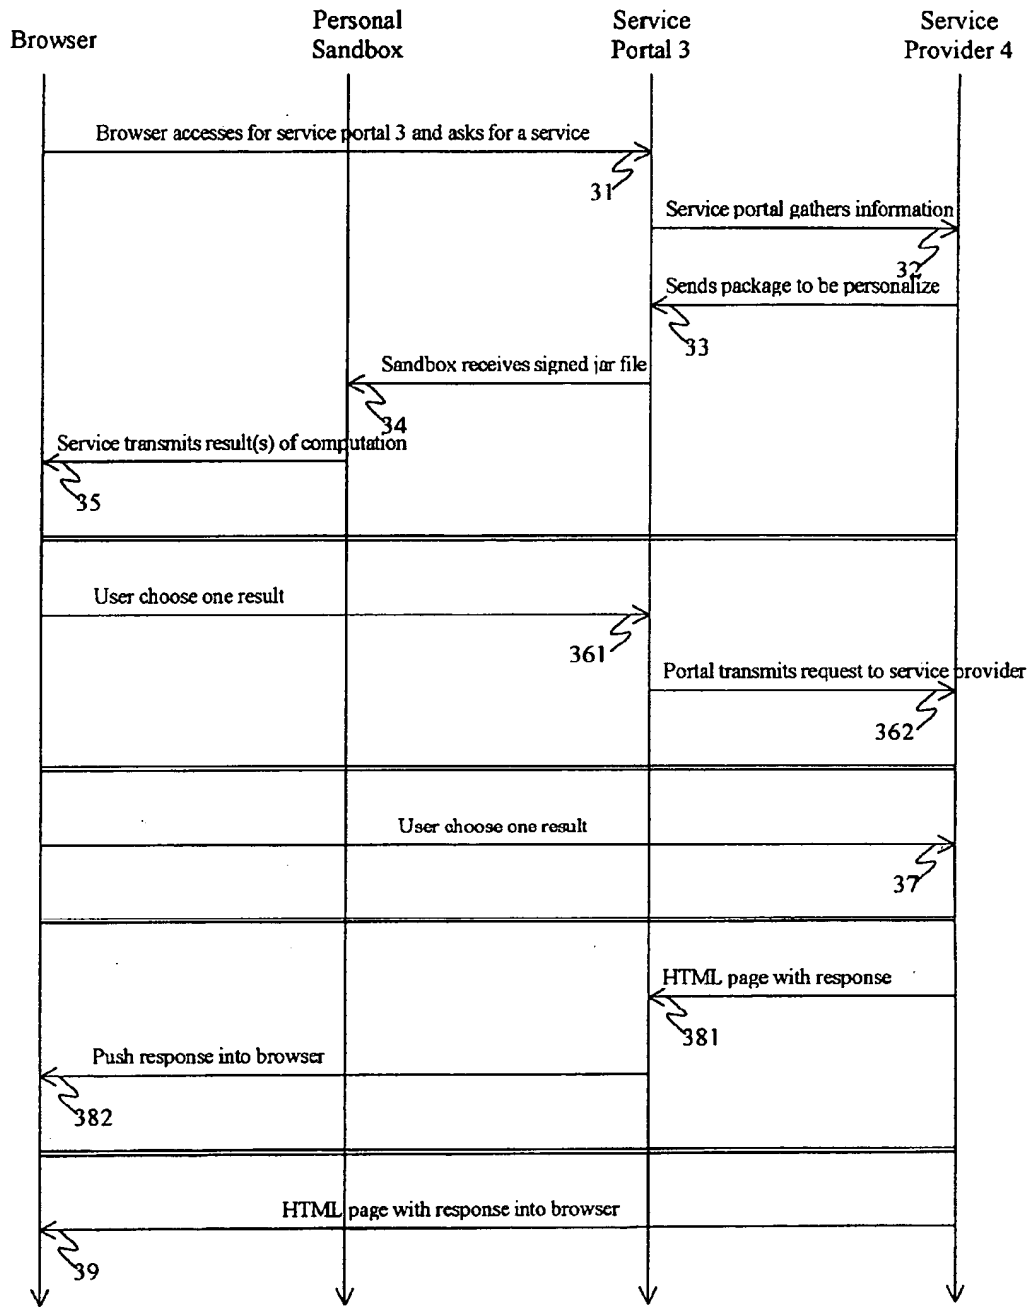 Browser
Personal
Sandbox
Service
Portal 3
Service
Provider 4
Browser accesses for service portal 3 and asks for a service
31
Service portal gathers information
32
Sends package to be personalize
33
Sandbox receives signed jar file
34
Service transmits result(s) of computation
35
User choose one result
361
Portal transmits request to service provider
362
User choose one result
37
HTML page with response
381
Push response into browser
382
HTML page with response into browser
39